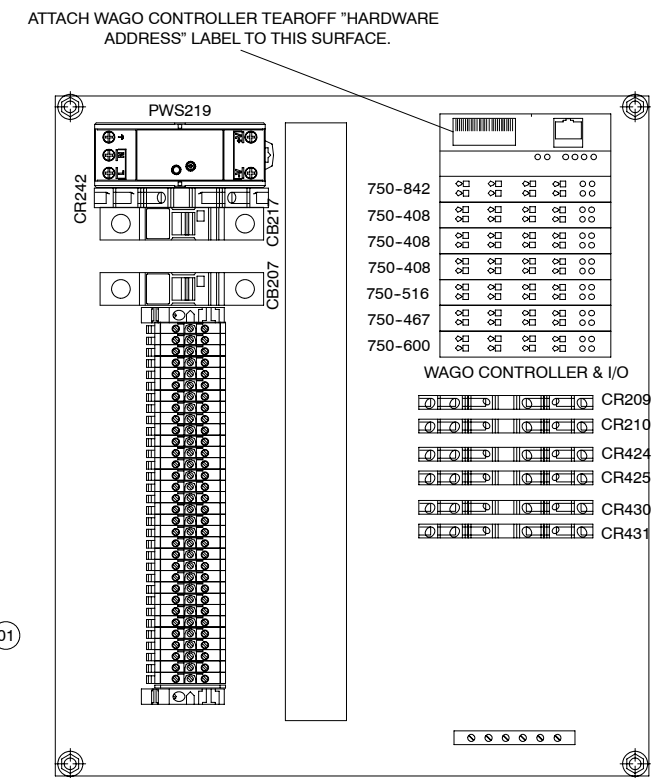 ATTACH WAGO CONTROLLER TEAROFF "HARDWARE
ADDRESS" LABEL TO THIS SURFACE.
PWS219
N
L
CR242
CB217
CB207
750-842
750-408
750-408
750-408
750-516
750-467
750-600
WAGO CONTROLLER & I/O
CR209
CR210
CR424
CR425
CR430
CR431
01